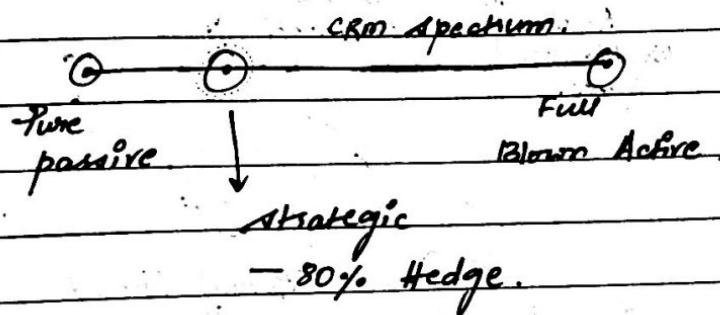 CRM spectrum.
Pure
passive.
Full
Blown Active
strategic
- 80% Hedge.